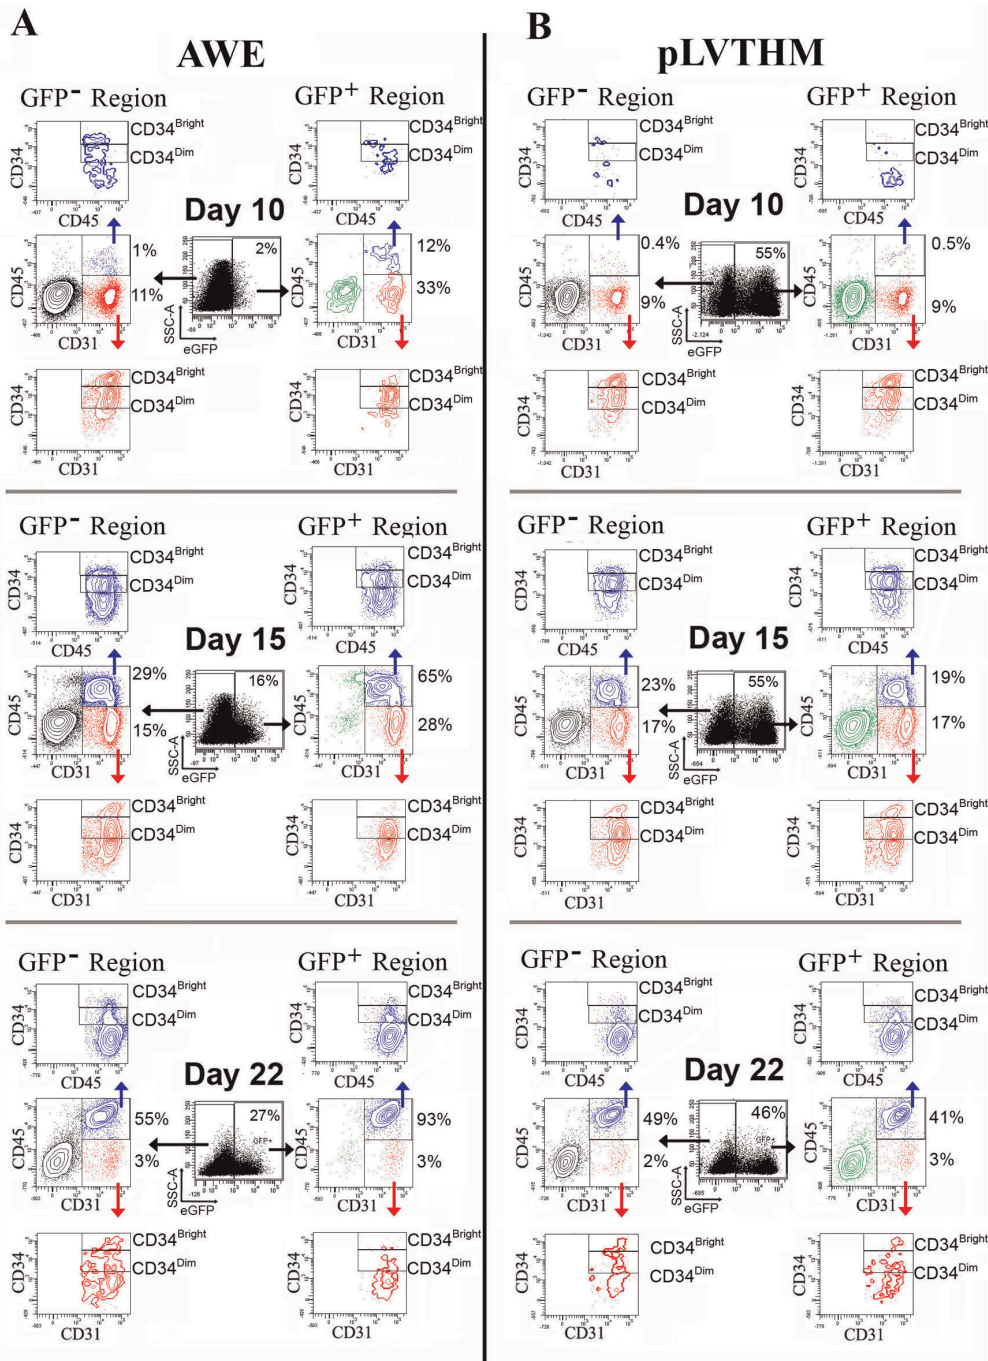 A
AWE
GFP- Region
GFP+ Region
CD34
CD34Bright
CD34Dim
CD45
CD34
CD34Bright
CD34Dim
CD45
Day 10
CD45
1%
11%
CD31
SSC-A
2%
eGFP
CD45
12%
33%
CD31
CD34
CD34Bright
CD34Dim
CD31
CD34
CD34Bright
CD34Dim
CD31
GFP- Region
GFP+ Region
CD34
CD34Bright
CD34Dim
CD45
CD34
CD34Bright
CD34Dim
CD45
Day 15
CD45
29%
15%
CD31
SSC-A
16%
eGFP
CD45
65%
28%
CD31
CD34
CD34Bright
CD34Dim
CD31
CD34
CD34Bright
CD34Dim
CD31
GFP- Region
GFP+ Region
CD34
CD34Bright
CD34Dim
CD45
CD34
CD34Bright
CD34Dim
CD45
Day 22
CD45
55%
3%
CD31
SSC-A
27%
GFP+
eGFP
CD45
93%
3%
CD31
CD34
CD34Bright
CD34Dim
CD31
CD34
CD34Bright
CD34Dim
CD31
B
pLVTHM
GFP- Region
GFP+ Region
CD34
CD34Bright
CD34Dim
CD45
CD34
CD34Bright
CD34Dim
CD45
Day 10
CD45
0.4%
9%
CD31
SSC-A
55%
eGFP
CD45
0.5%
9%
CD31
CD34
CD34Bright
CD34Dim
CD31
CD34
CD34Bright
CD34Dim
CD31
GFP- Region
GFP+ Region
CD34
CD34Bright
CD34Dim
CD45
CD34
CD34Bright
CD34Dim
CD45
Day 15
CD45
23%
17%
CD31
SSC-A
55%
eGFP
CD45
19%
17%
CD31
CD34
CD34Bright
CD34Dim
CD31
CD34
CD34Bright
CD34Dim
CD31
GFP- Region
GFP+ Region
CD34
CD34Bright
CD34Dim
CD45
CD34
CD34Bright
CD34Dim
CD45
Day 22
CD45
49%
2%
CD31
SSC-A
46%
GFP+
eGFP
CD45
41%
3%
CD31
CD34
CD34Bright
CD34Dim
CD31
CD34
CD34Bright
CD34Dim
CD31